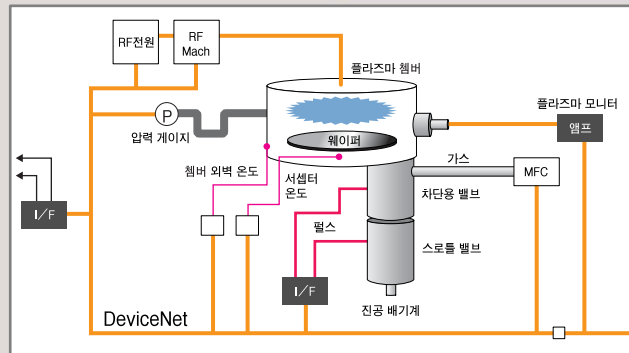 RF전원
RF
Mach
플라즈마 쳄버
플라즈마 모니터
P
압력 게이지
앰프
웨이퍼
가스
MFC
쳄버 외벽 온도
서셉터
온도
차단용 밸브
I/F
펄스
스로틀 밸브
I/F
진공 배기계
DeviceNet